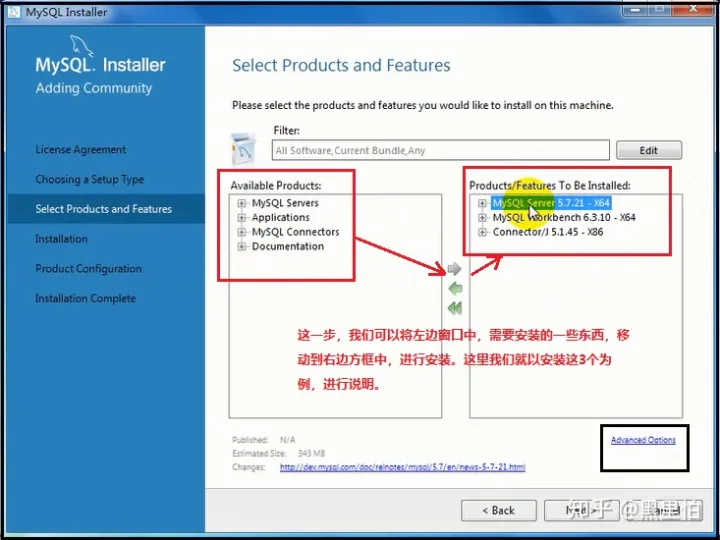 MySQL Installer
MySQL. Installer
Adding Community
License Agreement
Choosing a Setup Type
Select Products and Features
Installation
Product Configuration
Installation Complete
Select Products and Features
Please select the products and features you would like to install on this machine.
Filter:
All Software,Current Bundle,Any
Edit
Available Products:
MySQL Servers
Applications
MySQL Connectors
Documentation
Products/Features To Be Installed:
MySQL Server 5.7.21 - X64
MySQL Workbench 6.3.10 - X64
Connector/J 5.1.45 - X86
这一步，我们可以将左边窗口中，需要安装的一些东西，移
动到右边方框中，进行安装。这里我们就以安装这3个为
例，进行说明。
Published: N/A
Estimated Size: 343 MB
Changes: http://dev.mysql.com/doc/relnotes/mysql/5.7/en/news-5-7-21.html
Advanced Options
< Back
Next >
Cancel
知乎 @黑里伯